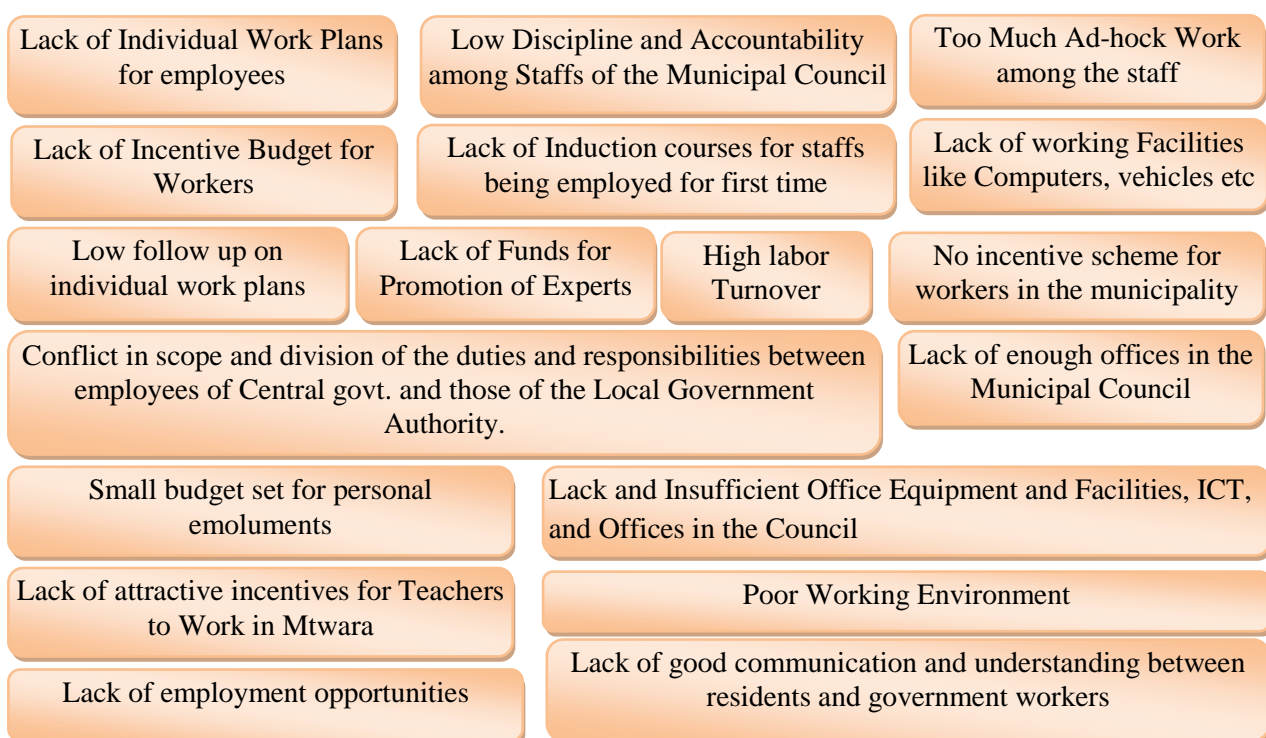 Lack of Individual Work Plans
for employees
Low Discipline and Accountability
among Staffs of the Municipal Council
Too Much Ad-hock Work
among the staff
Lack of Incentive Budget for
Workers
Lack of Induction courses for staffs
being employed for first time
Lack of working Facilities
like Computers, vehicles etc
Low follow up on
individual work plans
Lack of Funds for
Promotion of Experts
High labor
Turnover
No incentive scheme for
workers in the municipality
Conflict in scope and division of the duties and responsibilities between
employees of Central govt. and those of the Local Government
Authority.
Lack of enough offices in the
Municipal Council
Small budget set for personal
emoluments
Lack and Insufficient Office Equipment and Facilities, ICT,
and Offices in the Council
Lack of attractive incentives for Teachers
to Work in Mtwara
Poor Working Environment
Lack of employment opportunities
Lack of good communication and understanding between
residents and government workers